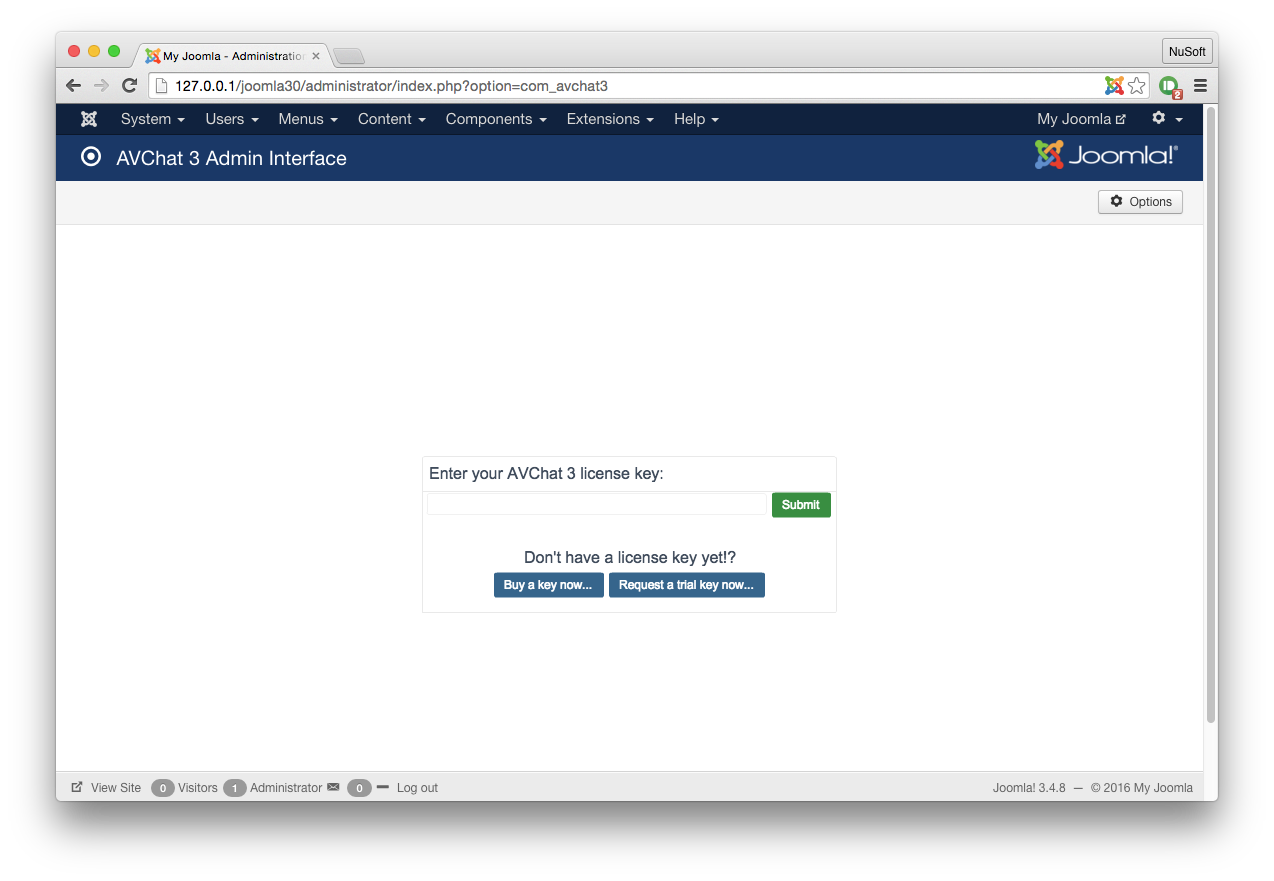 My Joomla - Administration
NuSoft
127.0.0.1/joomla30/administrator/index.php?option=com_avchat3
2
System Users Menus Content Components Extensions Help My Joomla
AVChat 3 Admin Interface
Joomla!®
Options
Enter your AVChat 3 license key:
Submit
Don't have a license key yet!?
Buy a key now... Request a trial key now...
View Site 0 Visitors 1 Administrator 0 Log out
Joomla! 3.4.8 — © 2016 My Joomla